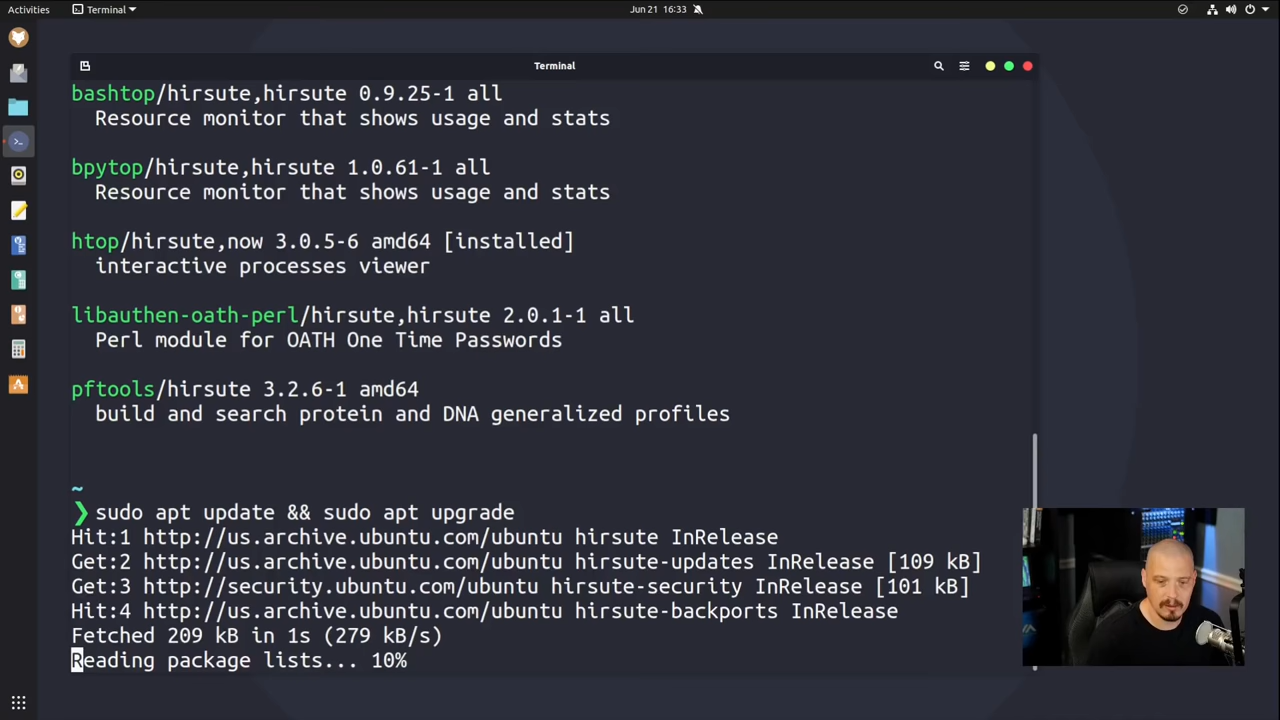 Activities
Terminal
Jun 21 16:33
Terminal
bashtop/hirsute,hirsute 0.9.25-1 all
Resource monitor that shows usage and stats
bpytop/hirsute,hirsute 1.0.61-1 all
Resource monitor that shows usage and stats
htop/hirsute,now 3.0.5-6 amd64 [installed]
interactive processes viewer
libauthen-oath-perl/hirsute,hirsute 2.0.1-1 all
Perl module for OATH One Time Passwords
pftools/hirsute 3.2.6-1 amd64
build and search protein and DNA generalized profiles
~
❯ sudo apt update && sudo apt upgrade
Hit:1 http://us.archive.ubuntu.com/ubuntu hirsute InRelease
Get:2 http://us.archive.ubuntu.com/ubuntu hirsute-updates InRelease [109 kB]
Get:3 http://security.ubuntu.com/ubuntu hirsute-security InRelease [101 kB]
Hit:4 http://us.archive.ubuntu.com/ubuntu hirsute-backports InRelease
Fetched 209 kB in 1s (279 kB/s)
Reading package lists... 10%